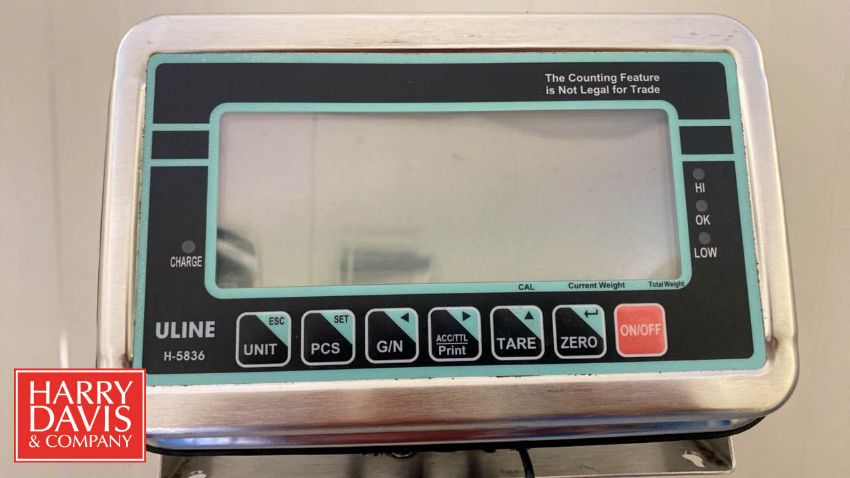 The Counting Feature
is Not Legal for Trade
HI
OK
LOW
CHARGE
CAL Current Weight Total Weight
ULINE
H-5836
ESC
UNIT
SET
PCS
G/N
ACC/TTL
Print
TARE
ZERO
ON/OFF
HARRY
DAVIS
& COMPANY